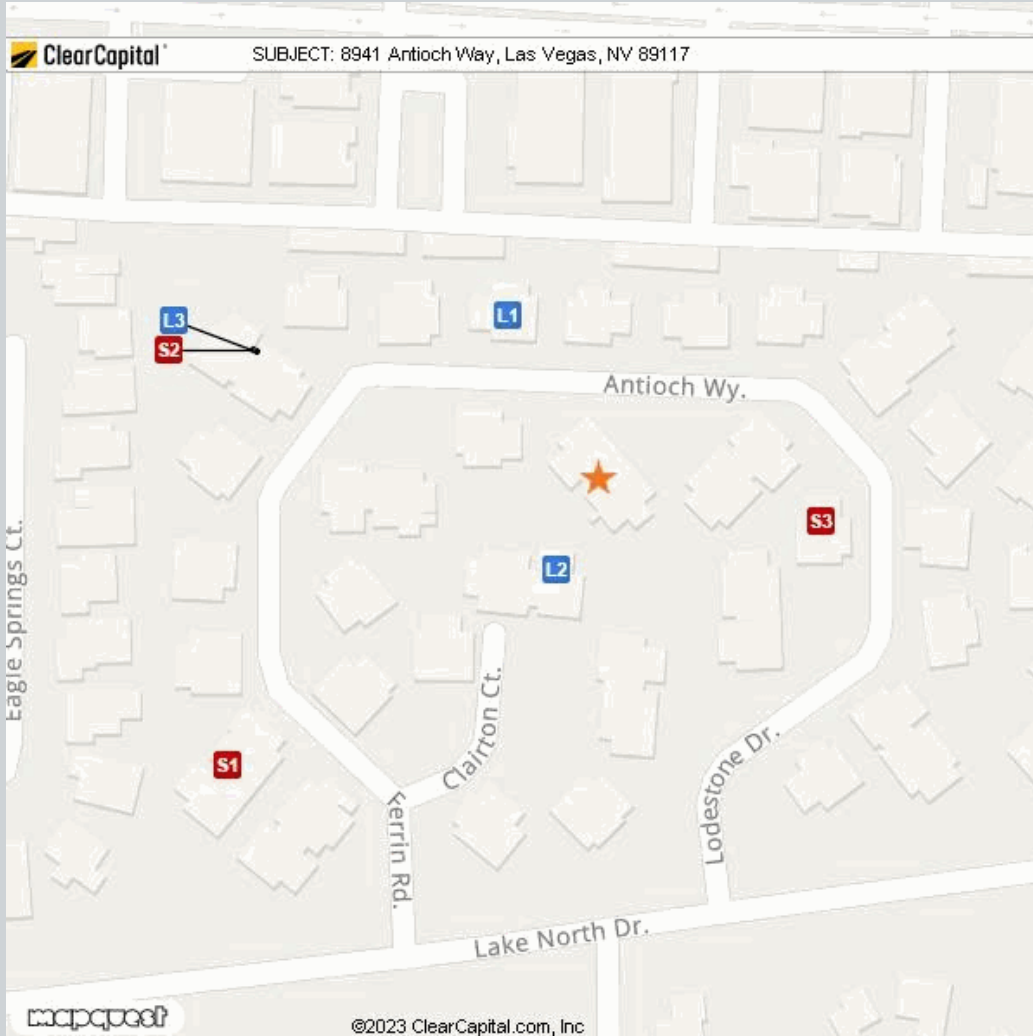 ClearCapital
SUBJECT: 8941 Antioch Way, Las Vegas, NV 89117
L3
L1
S2
Antioch Wy.
S3
L2
Eagle Springs Ct.
Clairton Ct.
S1
Lodestone Dr.
Ferrin Rd.
Lake North Dr.
mapquest
©2023 ClearCapital.com, Inc